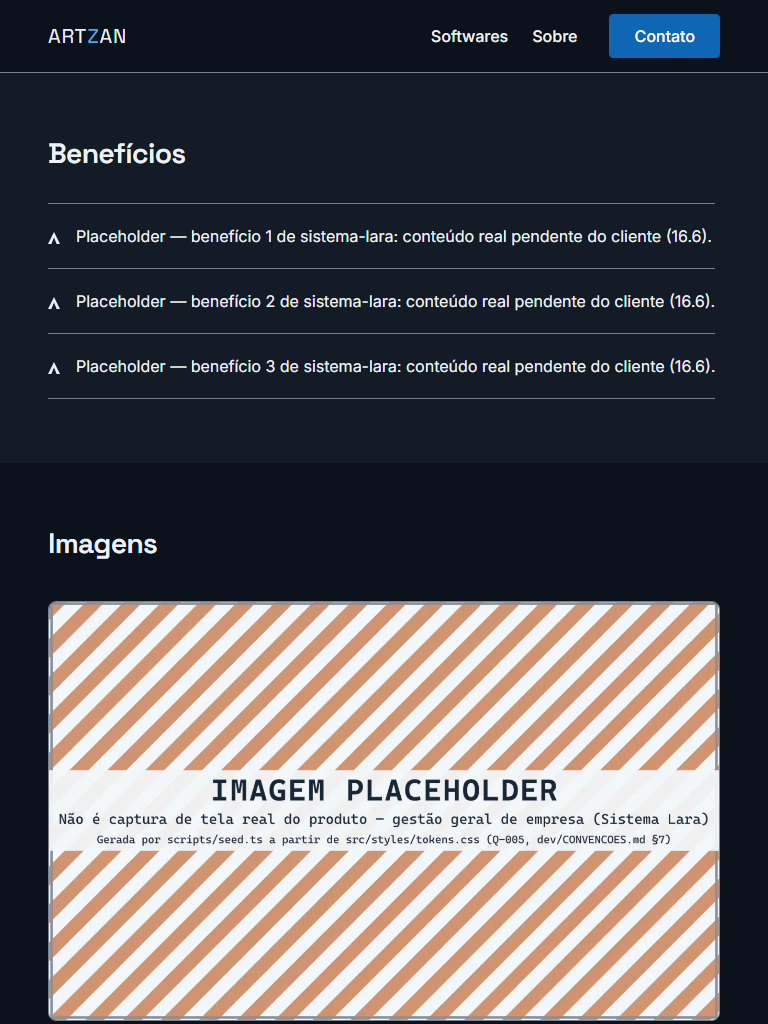 ARTZAN
Softwares Sobre Contato
Benefícios
Placeholder — benefício 1 de sistema-lara: conteúdo real pendente do cliente (16.6).
Placeholder — benefício 2 de sistema-lara: conteúdo real pendente do cliente (16.6).
Placeholder — benefício 3 de sistema-lara: conteúdo real pendente do cliente (16.6).
Imagens
IMAGEM PLACEHOLDER
Não é captura de tela real do produto — gestão geral de empresa (Sistema Lara)
Gerada por scripts/seed.ts a partir de src/styles/tokens.css (Q-005, dev/CONVENCOES.md §7)